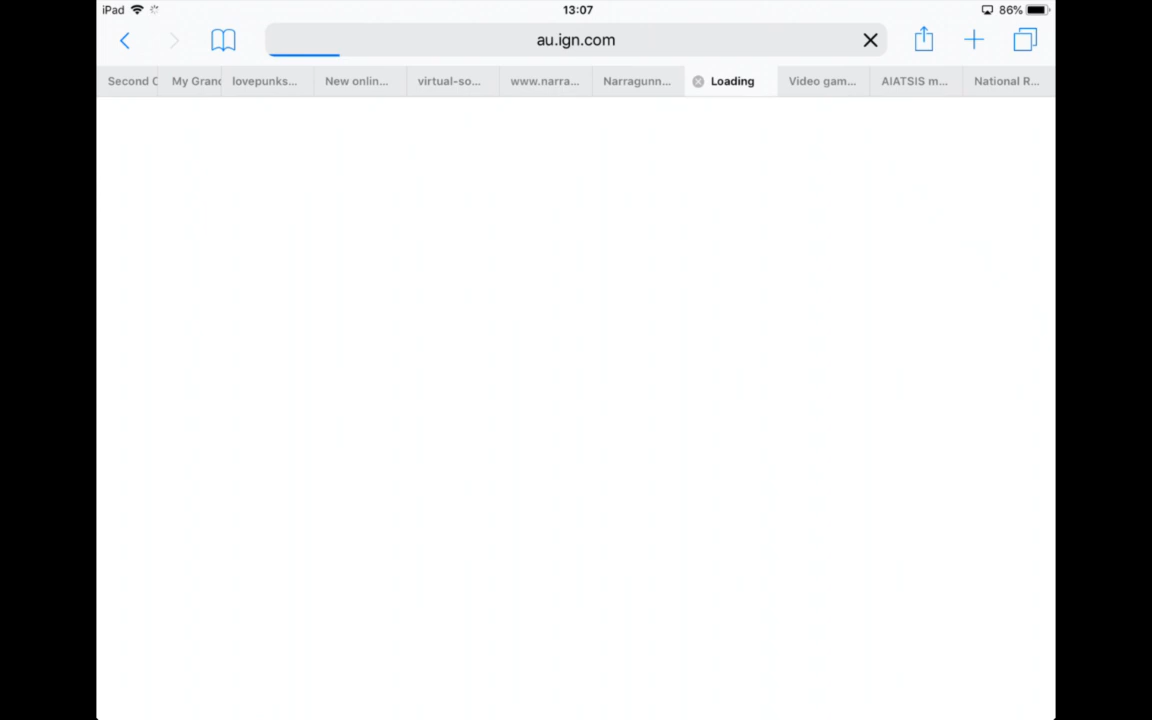 iPad 13:07 86%
au.ign.com
Second C My Grand lovepunks... New onlin... virtual-so... www.narra... Narragunn... Loading Video gam... AIATSIS m... National R...